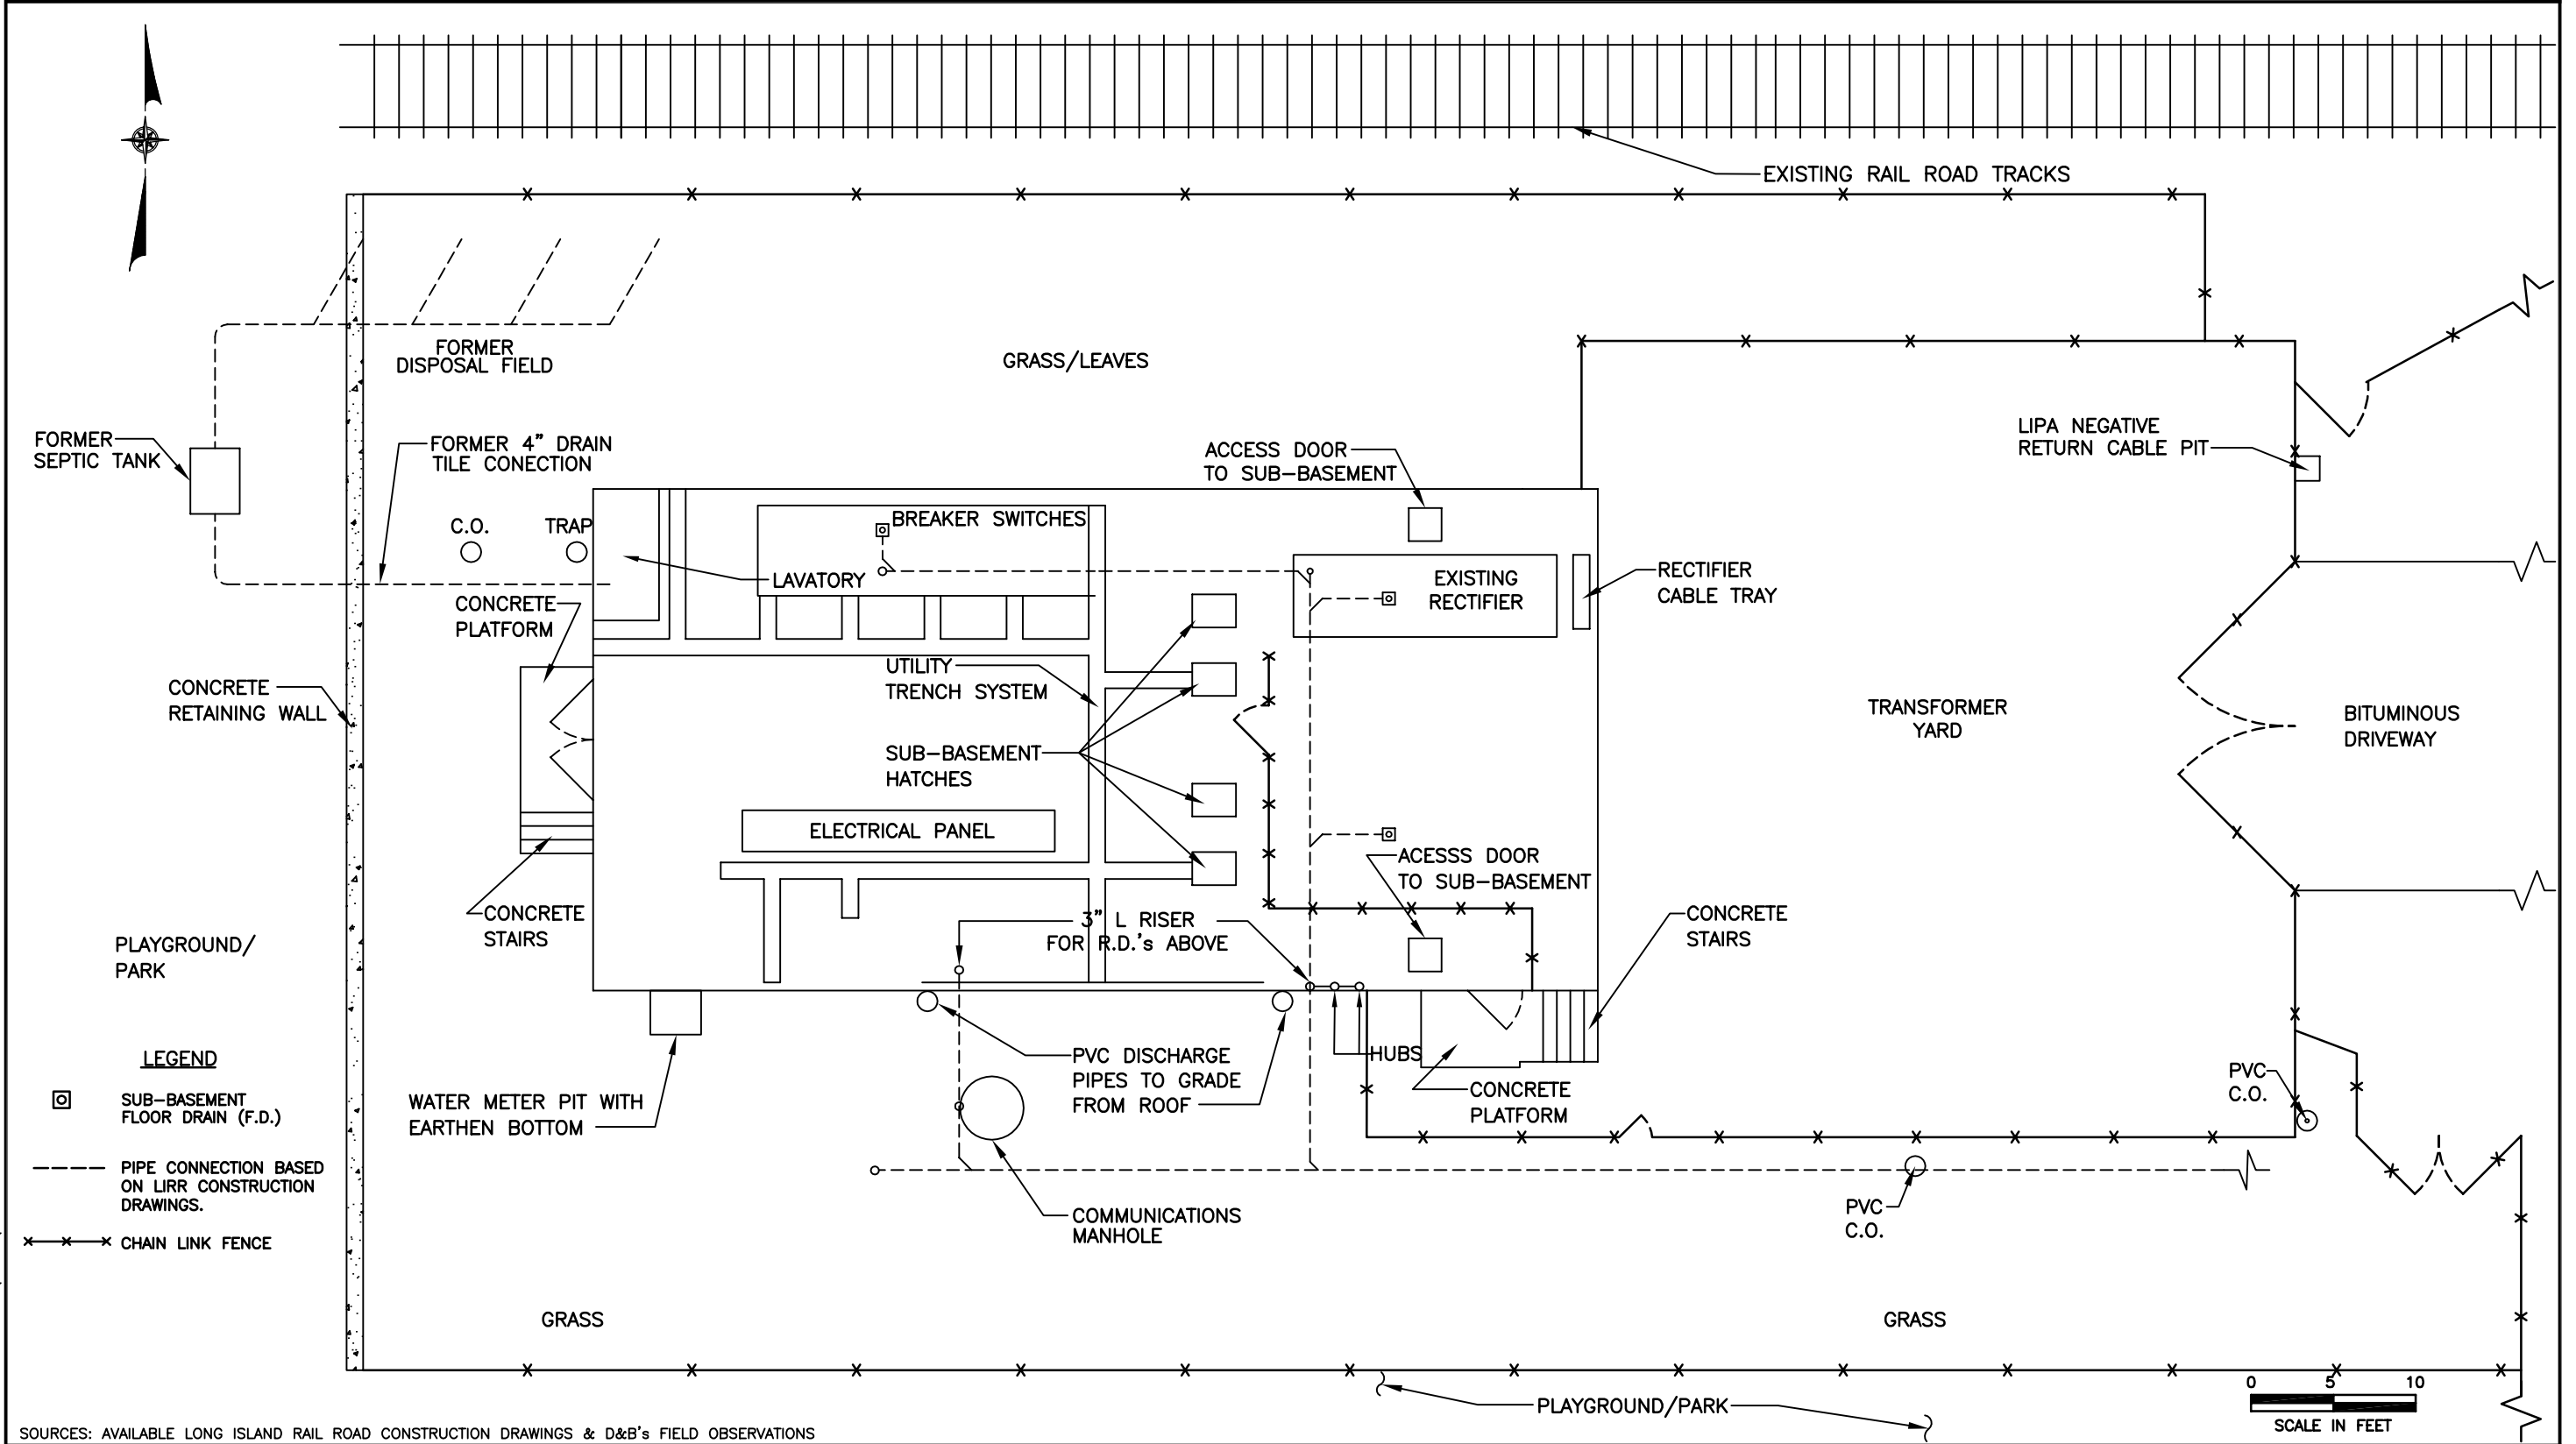 EXISTING RAIL ROAD TRACKS
FORMER
DISPOSAL FIELD
GRASS/LEAVES
FORMER
SEPTIC TANK
FORMER 4" DRAIN
TILE CONECTION
ACCESS DOOR
TO SUB-BASEMENT
LIPA NEGATIVE
RETURN CABLE PIT
C.O.
TRAP
BREAKER SWITCHES
LAVATORY
EXISTING
RECTIFIER
RECTIFIER
CABLE TRAY
CONCRETE
PLATFORM
UTILITY
TRENCH SYSTEM
CONCRETE
RETAINING WALL
TRANSFORMER
YARD
BITUMINOUS
DRIVEWAY
SUB-BASEMENT
HATCHES
ELECTRICAL PANEL
ACESSS DOOR
TO SUB-BASEMENT
CONCRETE
STAIRS
3" L RISER
FOR R.D.'s ABOVE
CONCRETE
STAIRS
PLAYGROUND/
PARK
PVC DISCHARGE
PIPES TO GRADE
FROM ROOF
HUBS
CONCRETE
PLATFORM
WATER METER PIT WITH
EARTHEN BOTTOM
PVC
C.O.
LEGEND
SUB-BASEMENT
FLOOR DRAIN (F.D.)
PIPE CONNECTION BASED
ON LIRR CONSTRUCTION
DRAWINGS.
CHAIN LINK FENCE
COMMUNICATIONS
MANHOLE
PVC
C.O.
GRASS
GRASS
PLAYGROUND/PARK
0 5 10
SCALE IN FEET
SOURCES: AVAILABLE LONG ISLAND RAIL ROAD CONSTRUCTION DRAWINGS & D&B's FIELD OBSERVATIONS